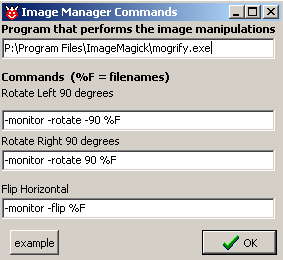 Image Manager Commands
Program that performs the image manipulations
P:\Program Files\ImageMagick\mogrify.exe
Commands (%F = filenames)
Rotate Left 90 degrees
-monitor -rotate -90 %F
Rotate Right 90 degrees
-monitor -rotate 90 %F
Flip Horizontal
-monitor -flip %F
example
OK